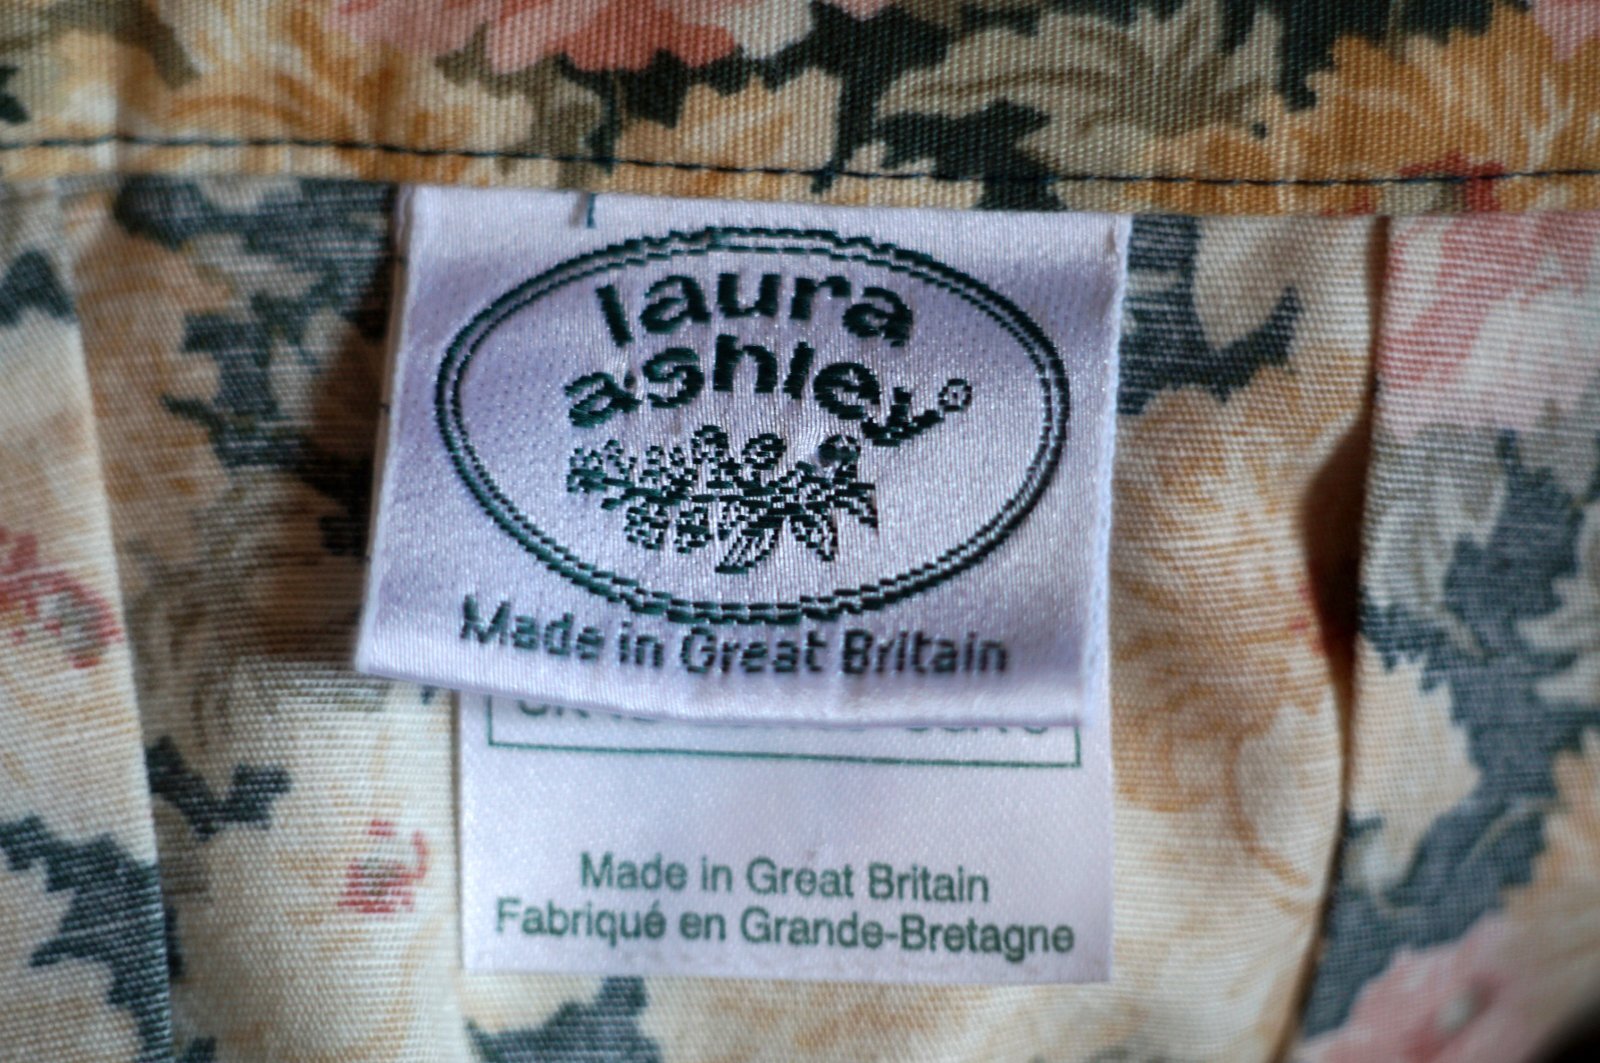 laura
ashley®
Made in Great Britain
Made in Great Britain
Fabriqué en Grande-Bretagne